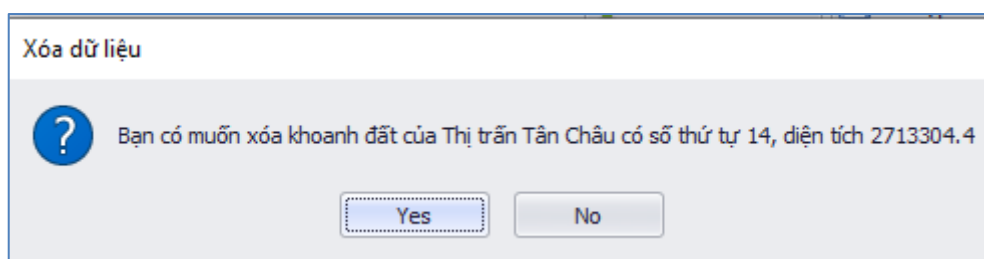 Xóa dữ liệu
Bạn có muốn xóa khoanh đất của Thị trấn Tân Châu có số thứ tự 14, diện tích 2713304.4
Yes No